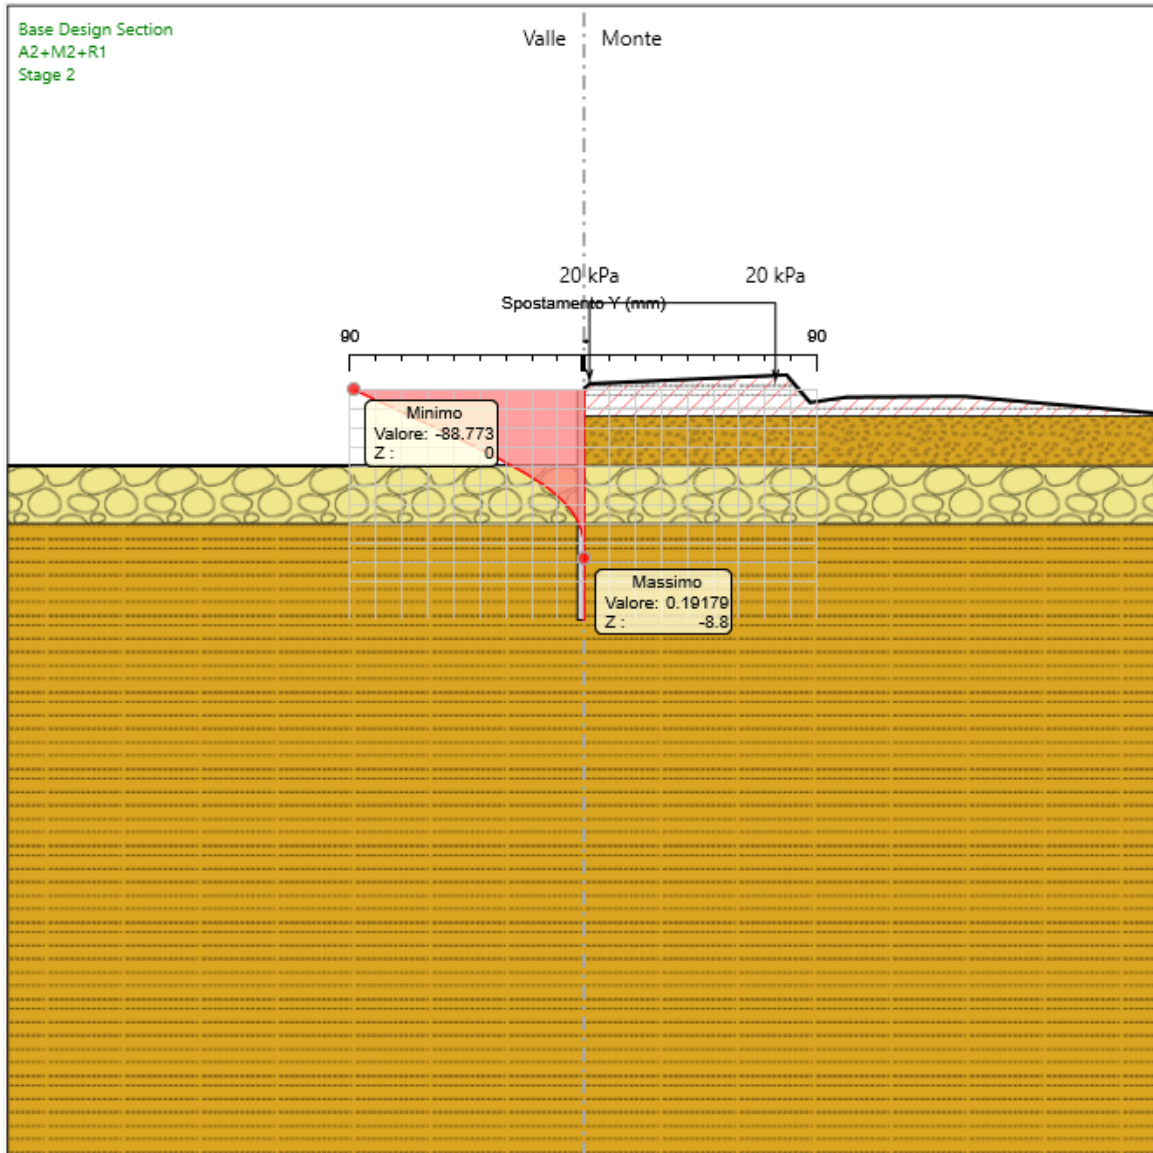 Base Design Section
A2+M2+R1
Stage 2
Valle
Monte
20 kPa
20 kPa
Spostamento Y (mm)
90
90
Minimo
Valore: -88.773
Z : 0
Massimo
Valore: 0.19179
Z : -8.8